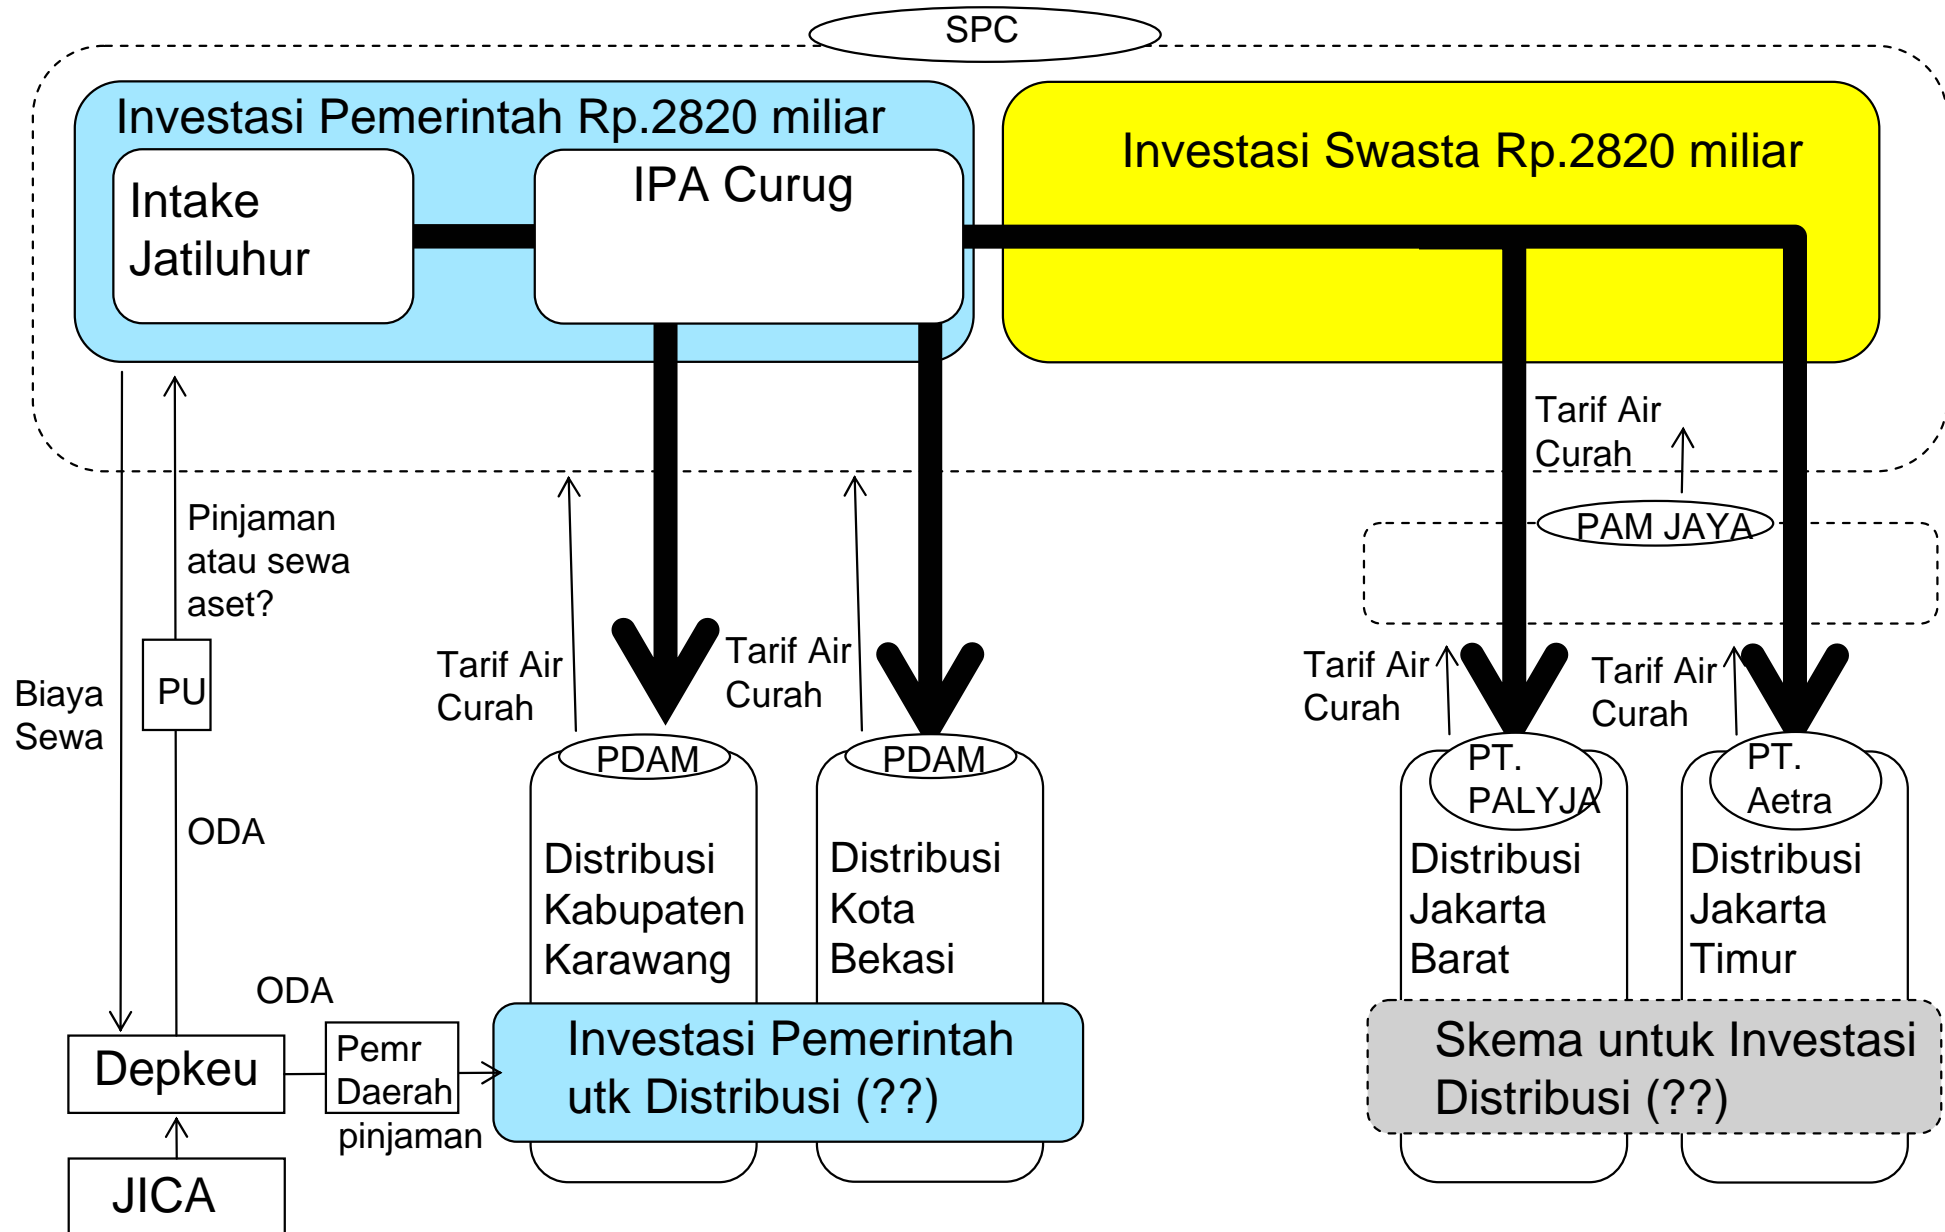 SPC
Investasi Pemerintah Rp.2820 miliar
Intake
Jatiluhur
IPA Curug
Investasi Swasta Rp.2820 miliar
Tarif Air
Curah
PAM JAYA
Pinjaman
atau sewa
aset?
PU
Biaya
Sewa
ODA
Tarif Air
Curah
Tarif Air
Curah
Tarif Air
Curah
Tarif Air
Curah
PDAM
Distribusi
Kabupaten
Karawang
PDAM
Distribusi
Kota
Bekasi
PT.
PALYJA
Distribusi
Jakarta
Barat
PT.
Aetra
Distribusi
Jakarta
Timur
ODA
Depkeu
Pemr
Daerah
pinjaman
Investasi Pemerintah
utk Distribusi (??)
Skema untuk Investasi
Distribusi (??)
JICA